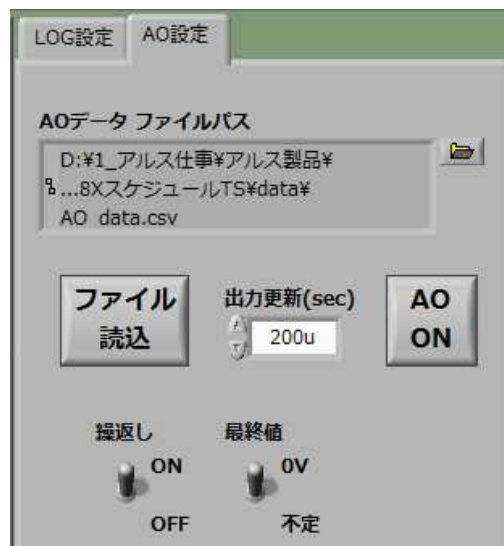 LOG設定 AO設定
AOデータ ファイルパス
D:¥1_アルス仕事¥アルス製品¥
...8XスケジュールTS¥data¥
AO_data.csv
ファイル
読込
出力更新(sec)
200u
AO
ON
繰返し 最終値
ON 0V
OFF 不定